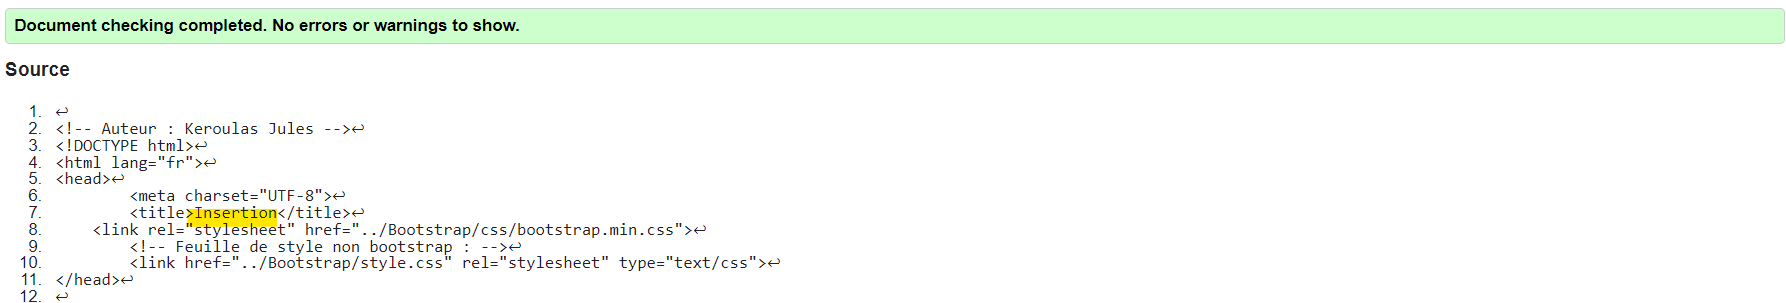 Document checking completed. No errors or warnings to show.
Source
1. ↩
2. <!-- Auteur : Keroulas Jules -->↩
3. <!DOCTYPE html>↩
4. <html lang="fr">↩
5. <head>↩
6.         <meta charset="UTF-8">↩
7.         <title>Insertion</title>↩
8.     <link rel="stylesheet" href="../Bootstrap/css/bootstrap.min.css">↩
9.         <!-- Feuille de style non bootstrap : -->↩
10.         <link href="../Bootstrap/style.css" rel="stylesheet" type="text/css">↩
11. </head>↩
12. ↩